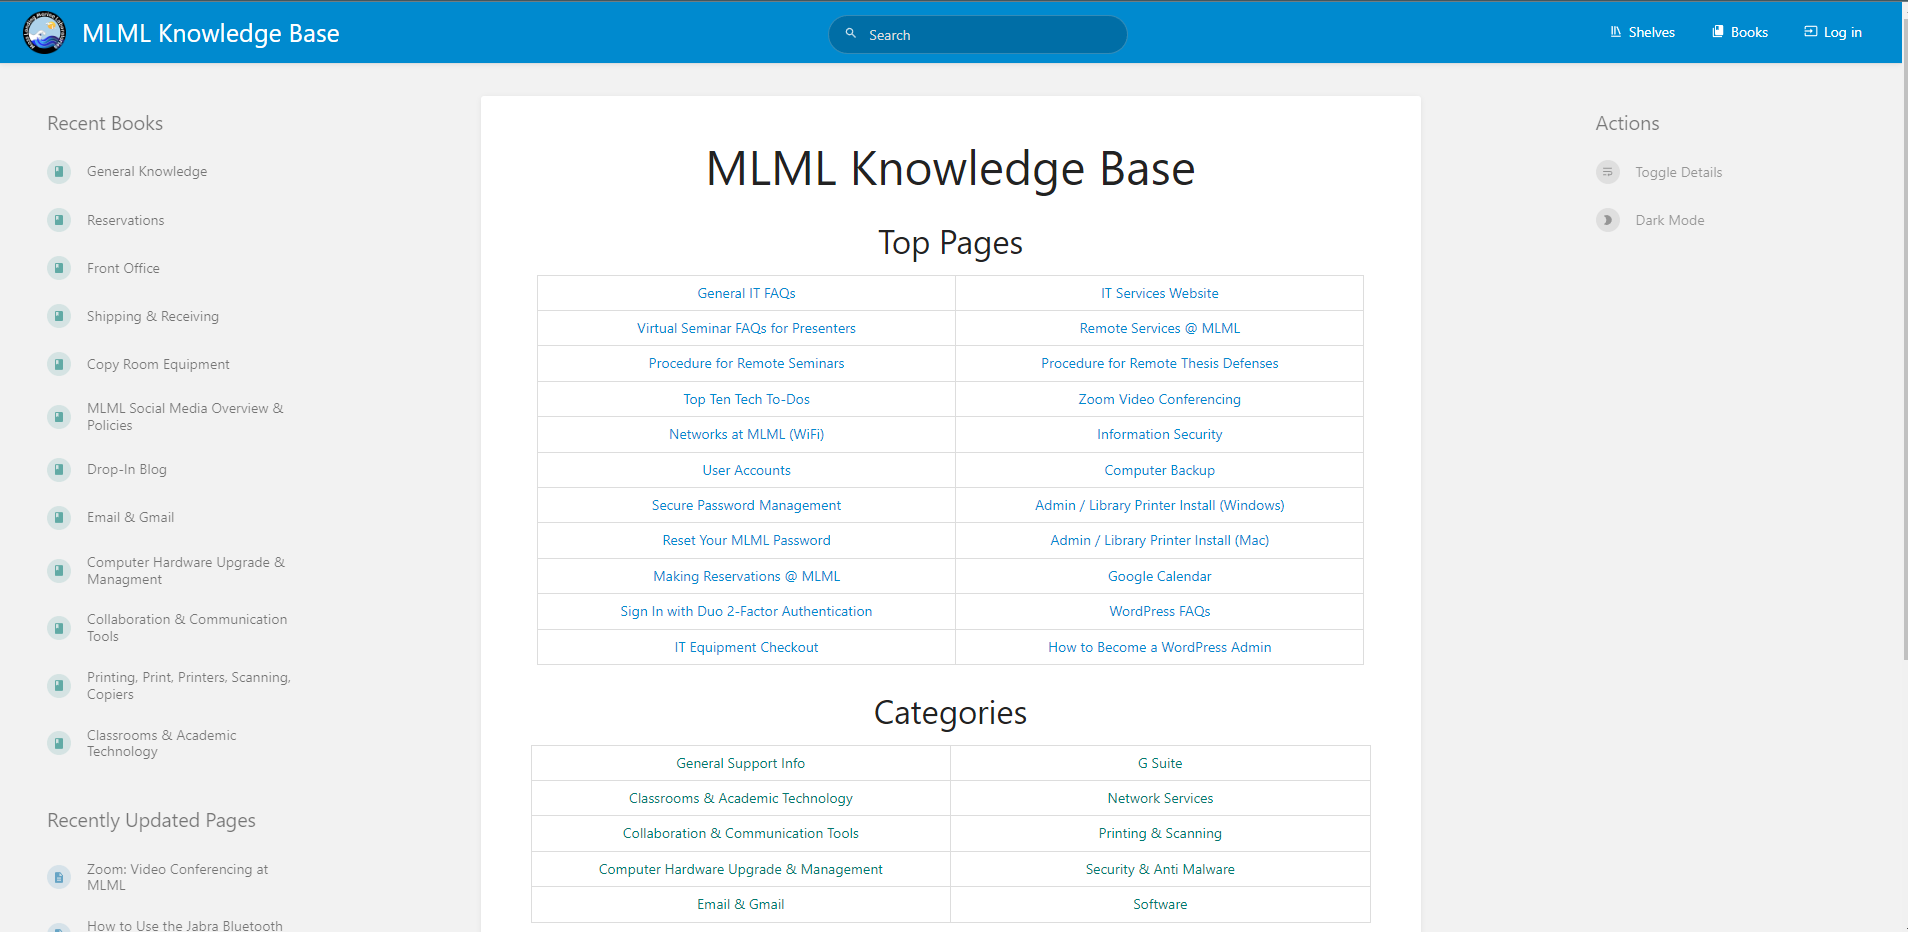 MLML Knowledge Base
Search
Shelves
Books
Log in
Recent Books
General Knowledge
Reservations
Front Office
Shipping & Receiving
Copy Room Equipment
MLML Social Media Overview &
Policies
Drop-In Blog
Email & Gmail
Computer Hardware Upgrade &
Managment
Collaboration & Communication
Tools
Printing, Print, Printers, Scanning,
Copiers
Classrooms & Academic
Technology
Recently Updated Pages
Zoom: Video Conferencing at
MLML
How to Use the Jabra Bluetooth
MLML Knowledge Base
Top Pages
General IT FAQs
IT Services Website
Virtual Seminar FAQs for Presenters
Remote Services @ MLML
Procedure for Remote Seminars
Procedure for Remote Thesis Defenses
Top Ten Tech To-Dos
Zoom Video Conferencing
Networks at MLML (WiFi)
Information Security
User Accounts
Computer Backup
Secure Password Management
Admin / Library Printer Install (Windows)
Reset Your MLML Password
Admin / Library Printer Install (Mac)
Making Reservations @ MLML
Google Calendar
Sign In with Duo 2-Factor Authentication
WordPress FAQs
IT Equipment Checkout
How to Become a WordPress Admin
Categories
General Support Info
G Suite
Classrooms & Academic Technology
Network Services
Collaboration & Communication Tools
Printing & Scanning
Computer Hardware Upgrade & Management
Security & Anti Malware
Email & Gmail
Software
Actions
Toggle Details
Dark Mode